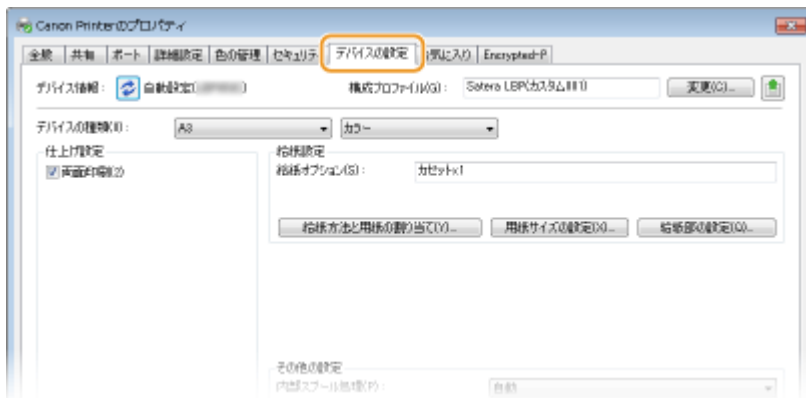 Canon Printerのプロパティ
全般 共有 ポート 詳細設定 色の管理 セキュリティ デバイスの設定 お気に入り Encrypted-P
デバイス情報: 自動設定( ) 構成プロファイル(G): Satera LBP(カスタム 変更(C)...
デバイスの種類(I): A3 カラー
仕上げ設定 給紙設定
両面印刷(2) 給紙オプション(S): カセットx1
給紙方法と用紙の割り当て(Y)... 用紙サイズの設定(X)... 給紙部の設定(Q)...
その他の設定
内部スプール処理(P): 自動